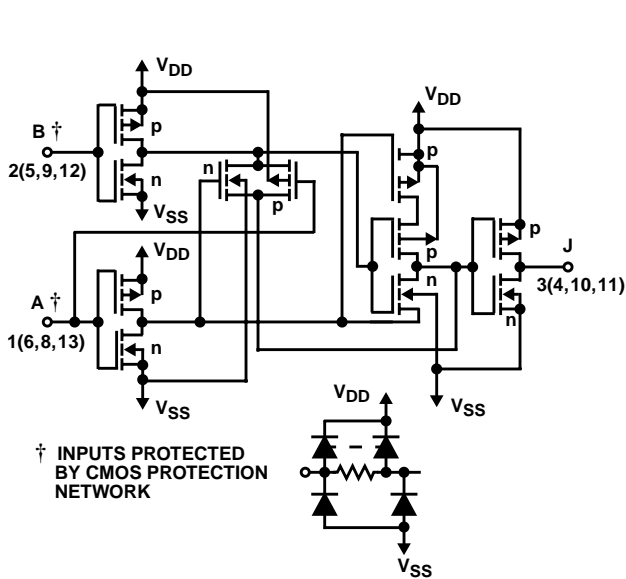 VDD
B †
p
2(5,9,12)
n
VSS
n
p
VDD
p
p
n
p
J
3(4,10,11)
n
VSS
VDD
A †
p
1(6,8,13)
n
VSS
† INPUTS PROTECTED
BY CMOS PROTECTION
NETWORK
VDD
VSS